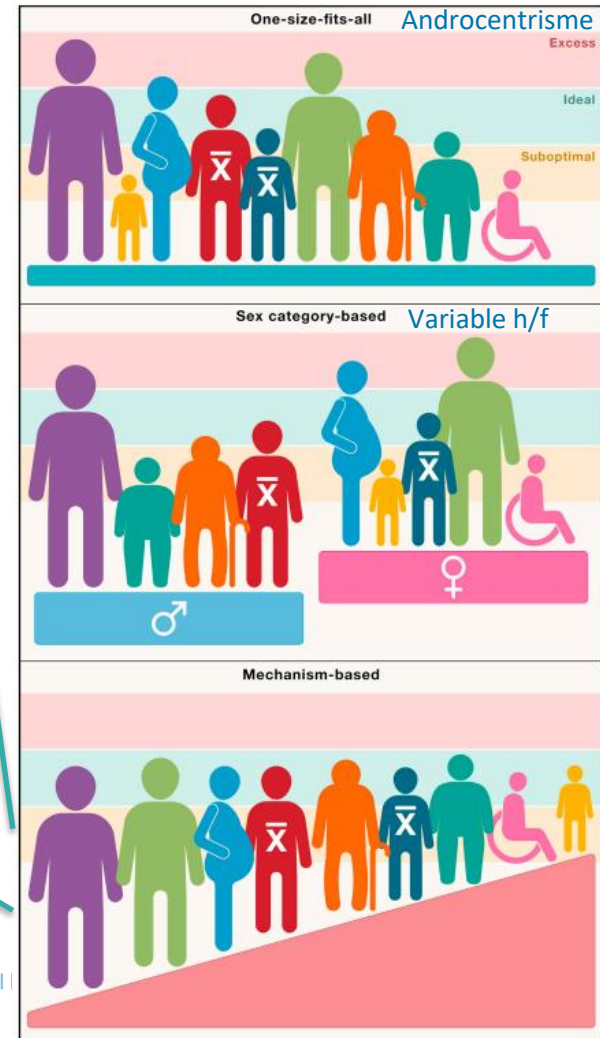 One-size-fits-all Androcentrisme
Excess
Ideal
Suboptimal
X̄ X̄
Sex category-based Variable h/f
X̄ X̄
♂ ♀
Mechanism-based
X̄ X̄